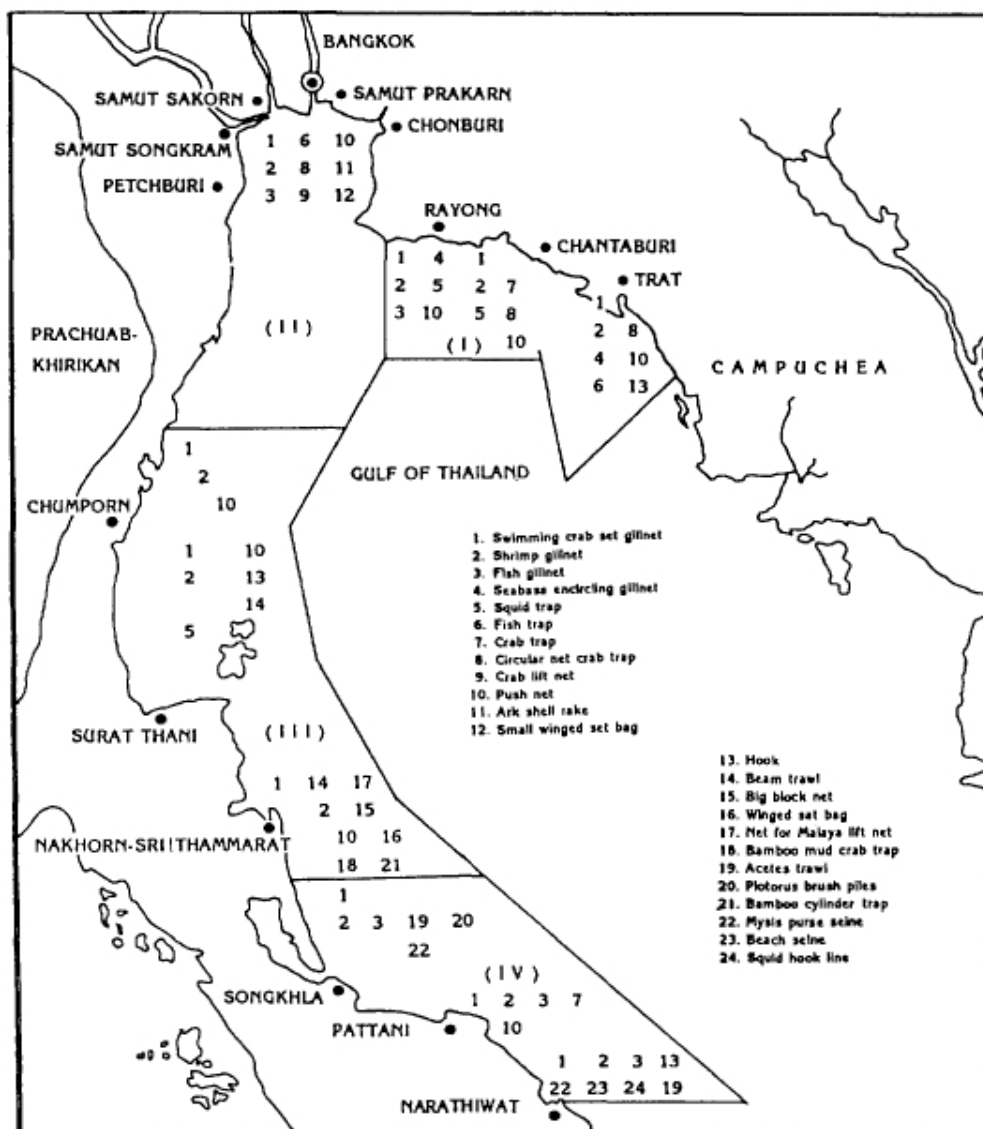 BANGKOK
SAMUT SAKORN
SAMUT PRAKARN
CHONBURI
SAMUT SONGKRAM
1 6 10
PETCHBURI
2 8 11
3 9 12
RAYONG
CHANTABURI
TRAT
1 4 1
2 5 2 7
3 10 5 8
(I) 10
1
2 8
4 10
6 13
PRACHUAB-
KHIRIKAN
(II)
CAMPUCHEA
GULF OF THAILAND
1
2
10
CHUMPORN
1 10
2 13
14
5
1. Swimming crab set gillnet
2. Shrimp gillnet
3. Fish gillnet
4. Seabass encircling gillnet
5. Squid trap
6. Fish trap
7. Crab trap
8. Circular net crab trap
9. Crab lift net
10. Push net
11. Ark shell rake
12. Small winged set bag
SURAT THANI
(III)
1 14 17
2 15
10 16
18 21
NAKHORN-SRITHAMMARAT
13. Hook
14. Beam trawl
15. Big block net
16. Winged sat bag
17. Net for Malaya lift net
18. Bamboo mud crab trap
19. Acetes trawl
20. Plotorus brush piles
21. Bamboo cylinder trap
22. Mysis purse seine
23. Beach seine
24. Squid hook line
1
2 3 19 20
22
(IV)
SONGKHLA
1 2 3 7
PATTANI
10
1 2 3 13
22 23 24 19
NARATHIWAT